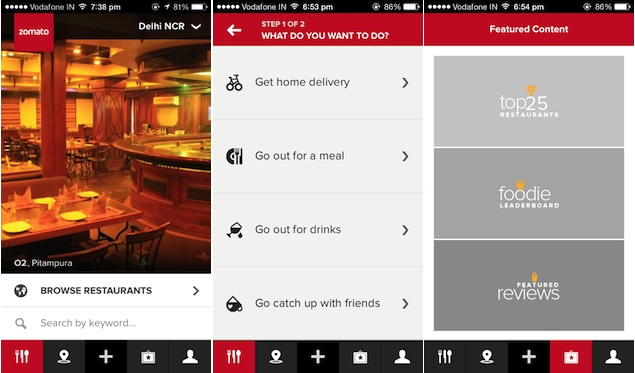 Vodafone IN 7:38 pm 81%
zomato
Delhi NCR
O2, Pitampura
BROWSE RESTAURANTS
Search by keyword...
Vodafone IN 6:53 pm 86%
STEP 1 OF 2
WHAT DO YOU WANT TO DO?
Get home delivery
Go out for a meal
Go out for drinks
Go catch up with friends
Vodafone IN 6:54 pm 86%
Featured Content
top25
RESTAURANTS
foodie
LEADERBOARD
FEATURED
reviews